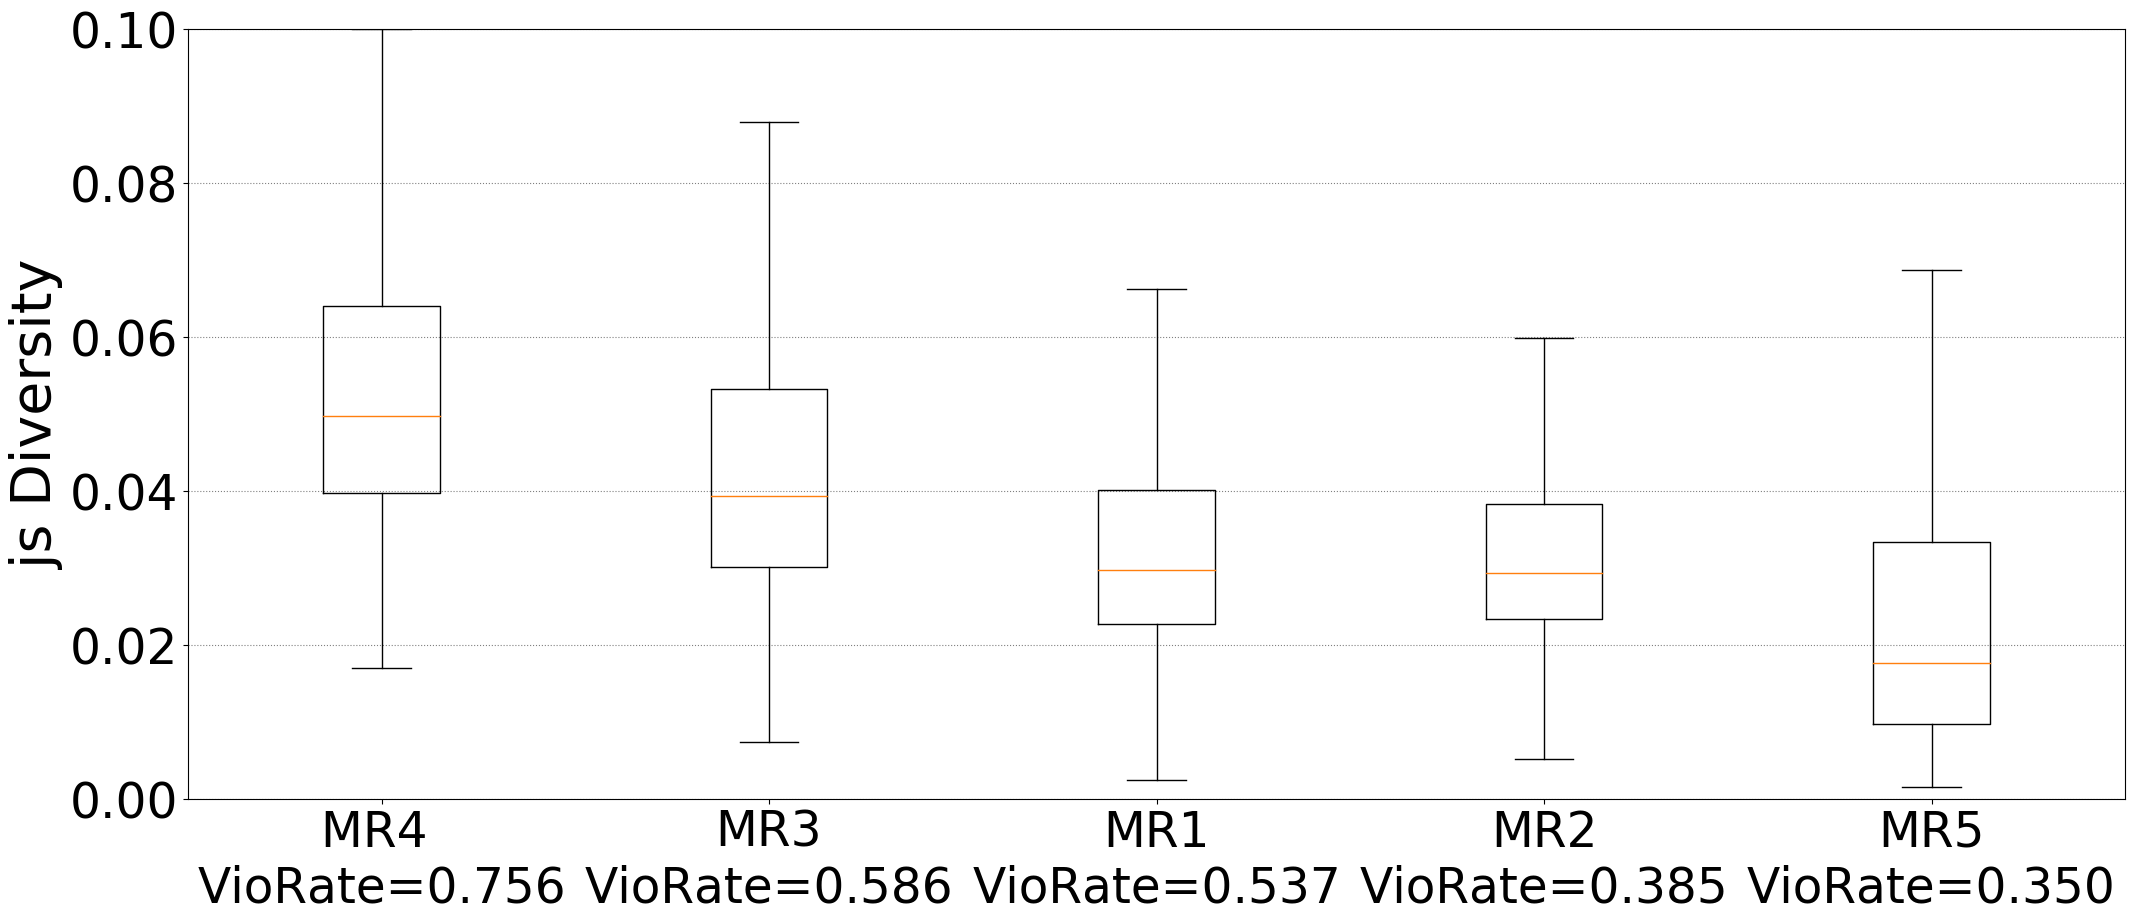 0.10
0.08
0.06
0.04
0.02
0.00
js Diversity
MR4 MR3 MR1 MR2 MR5
VioRate=0.756 VioRate=0.586 VioRate=0.537 VioRate=0.385 VioRate=0.350